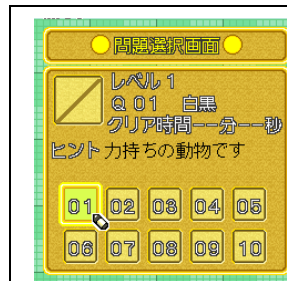 問題選択画面
レベル1
Q 01 白黒
クリア時間--分--秒
ヒント 力持ちの動物です
01 02 03 04 05
06 07 08 09 10